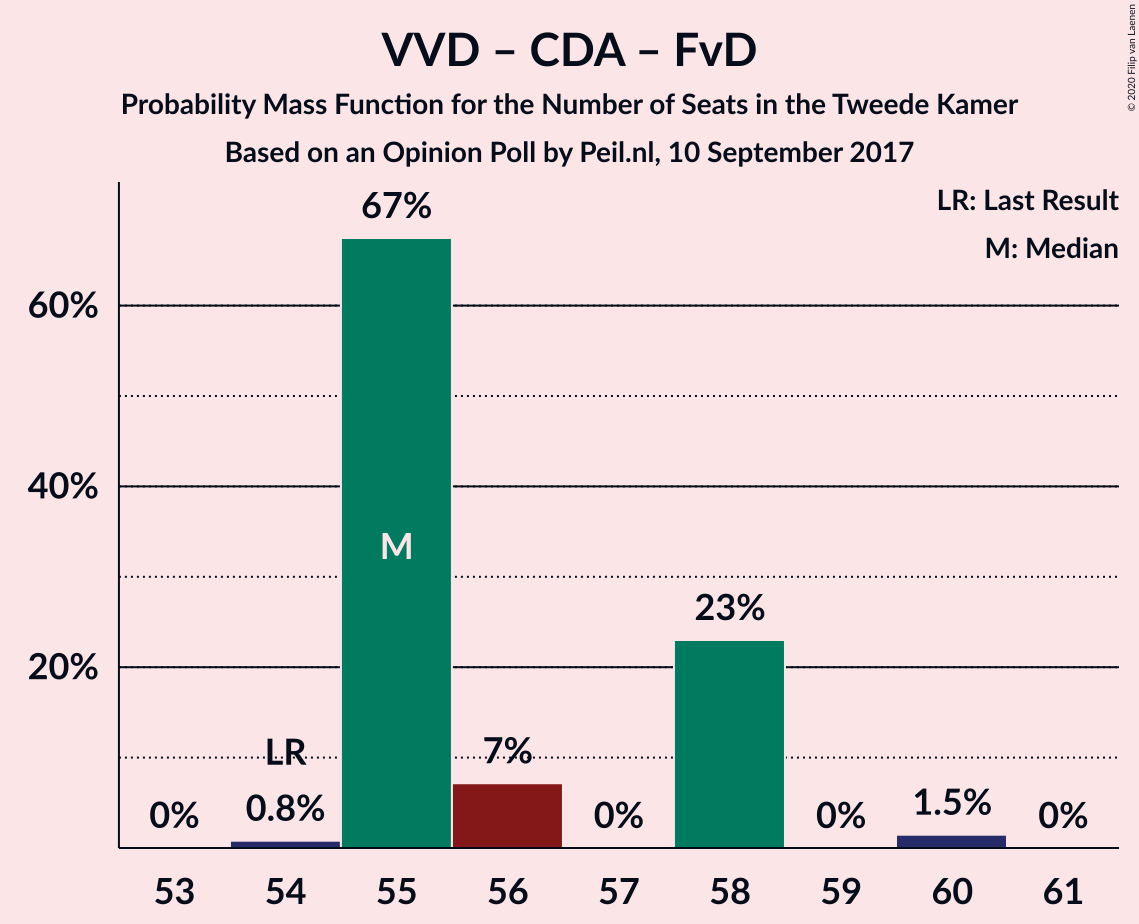 VVD – CDA – FvD
Probability Mass Function for the Number of Seats in the Tweede Kamer
Based on an Opinion Poll by Peil.nl, 10 September 2017
© 2020 Filip van Laenen
LR: Last Result
M: Median
60%
40%
20%
0%
LR
0.8%
67%
M
7%
0%
23%
0%
1.5%
0%
53 54 55 56 57 58 59 60 61